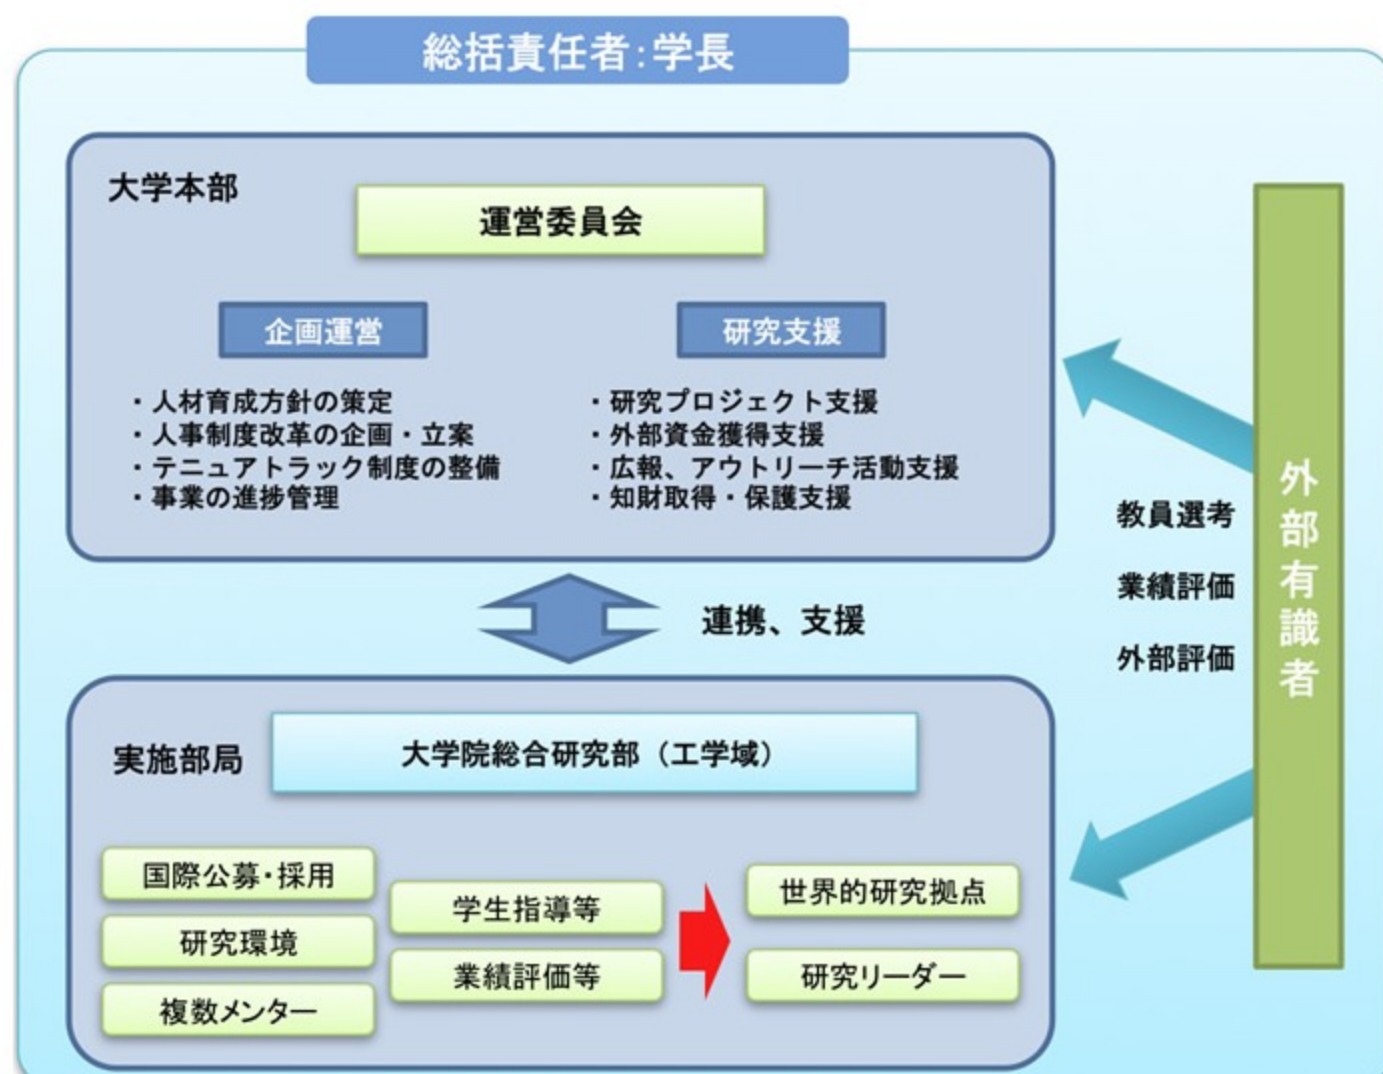 総括責任者:学長
大学本部
運営委員会
企画運営
・人材育成方針の策定
・人事制度改革の企画・立案
・テニュアトラック制度の整備
・事業の進捗管理
研究支援
・研究プロジェクト支援
・外部資金獲得支援
・広報、アウトリーチ活動支援
・知財取得・保護支援
連携、支援
実施部局
大学院総合研究部(工学域)
国際公募・採用
研究環境
複数メンター
学生指導等
業績評価等
世界的研究拠点
研究リーダー
教員選考
業績評価
外部評価
外部有識者